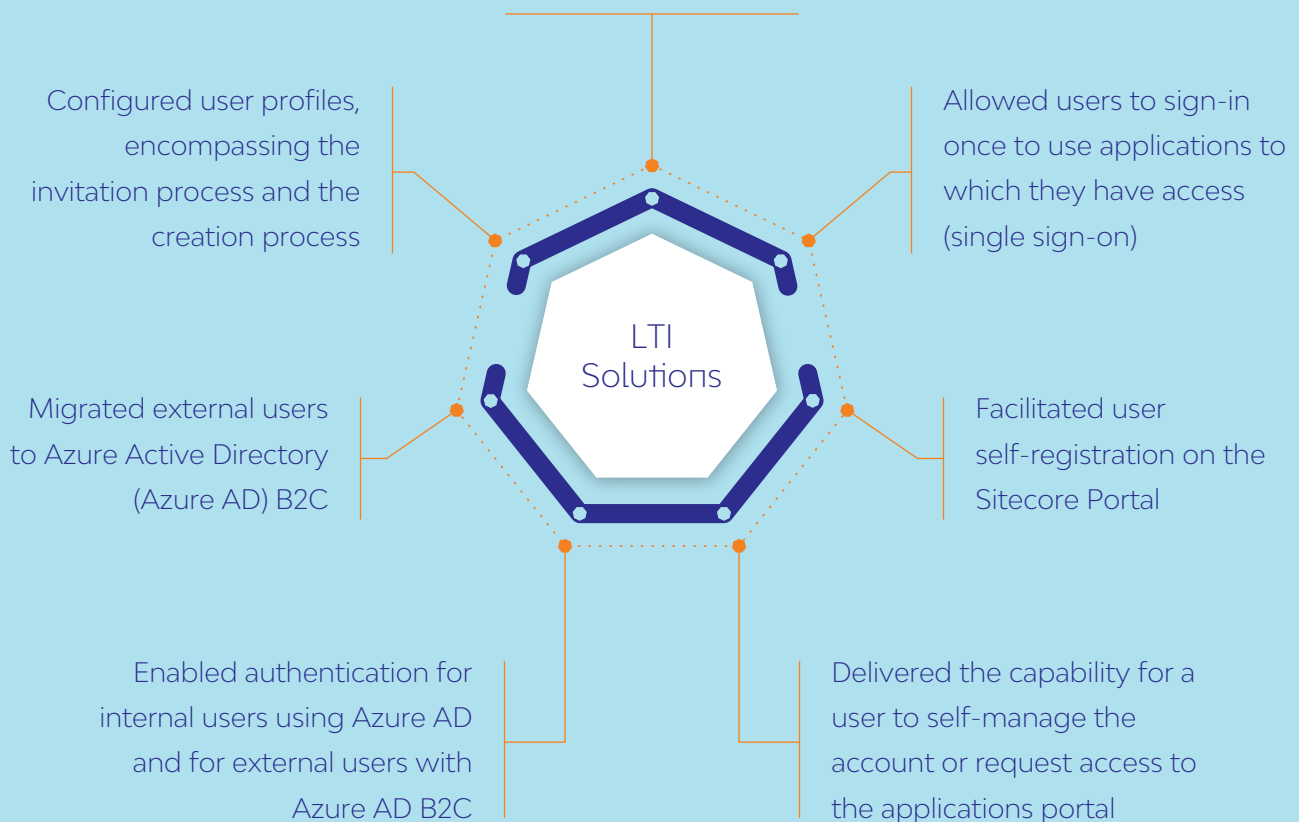 Configured user profiles,
encompassing the
invitation process and the
creation process
Allowed users to sign-in
once to use applications to
which they have access
(single sign-on)
LTI
Solutions
Migrated external users
to Azure Active Directory
(Azure AD) B2C
Facilitated user
self-registration on the
Sitecore Portal
Enabled authentication for
internal users using Azure AD
and for external users with
Azure AD B2C
Delivered the capability for a
user to self-manage the
account or request access to
the applications portal